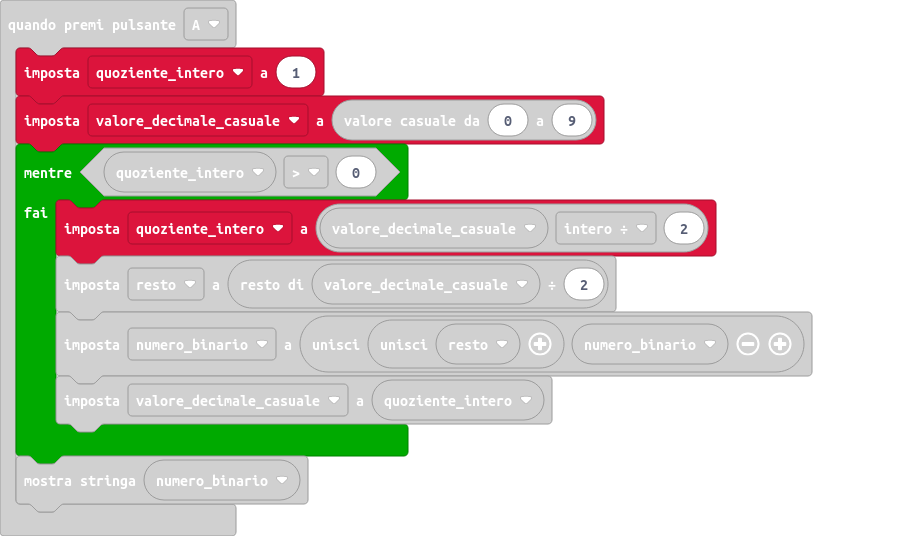 quando premi pulsante A
imposta quoziente_intero a 1
imposta valore_decimale_casuale a valore casuale da 0 a 9
mentre quoziente_intero > 0
fai imposta quoziente_intero a valore_decimale_casuale intero ÷ 2
imposta resto a resto di valore_decimale_casuale ÷ 2
imposta numero_binario a unisci unisci resto numero_binario
imposta valore_decimale_casuale a quoziente_intero
mostra stringa numero_binario